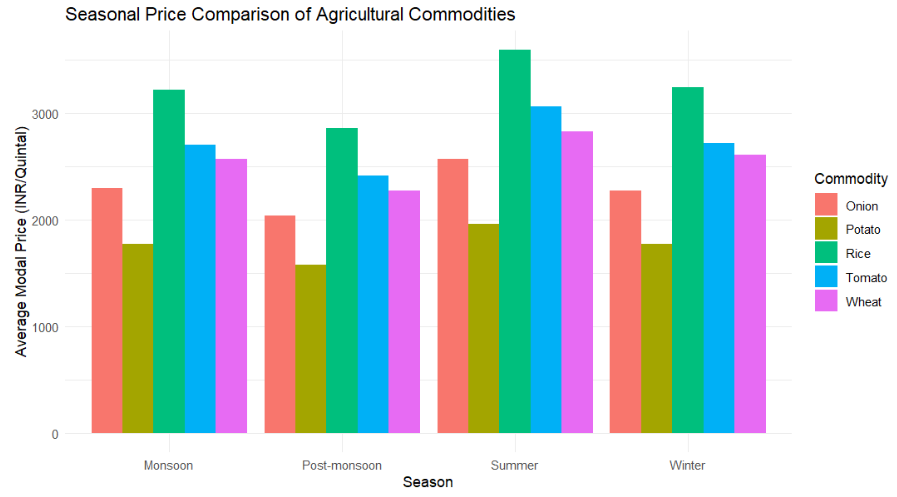 Seasonal Price Comparison of Agricultural Commodities
Average Modal Price (INR/Quintal)
3000
2000
1000
0
Monsoon Post-monsoon Summer Winter
Season
Commodity
Onion
Potato
Rice
Tomato
Wheat